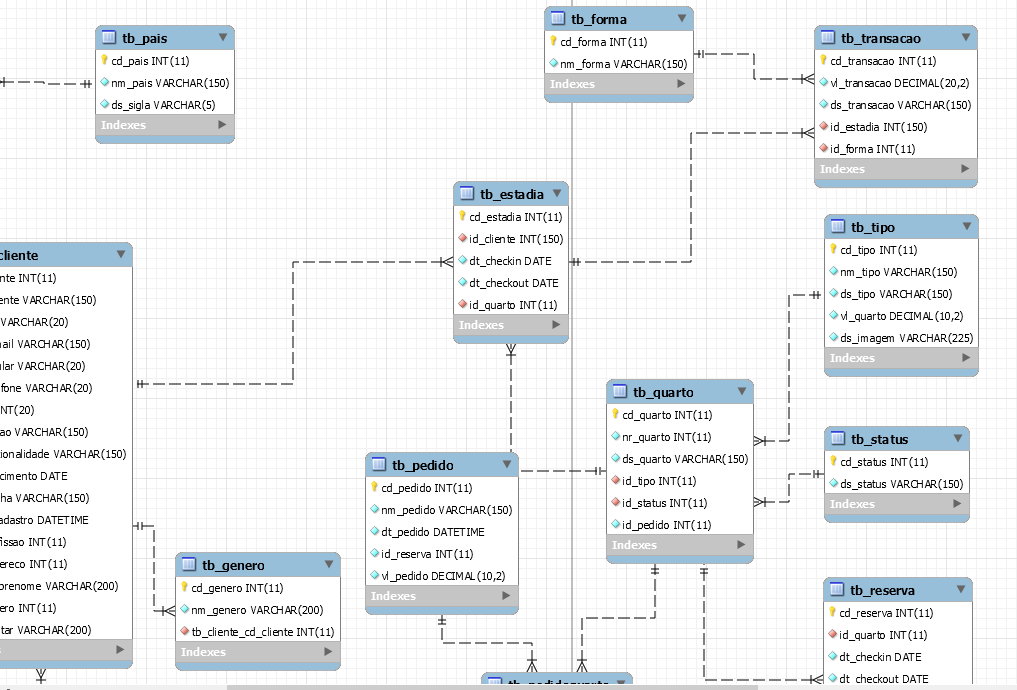 tb_pais
cd_pais INT(11)
nm_pais VARCHAR(150)
ds_sigla VARCHAR(5)
Indexes
tb_forma
cd_forma INT(11)
nm_forma VARCHAR(150)
Indexes
tb_transacao
cd_transacao INT(11)
vl_transacao DECIMAL(20,2)
ds_transacao VARCHAR(150)
id_estadia INT(150)
id_forma INT(11)
Indexes
tb_estadia
cd_estadia INT(11)
id_cliente INT(150)
dt_checkin DATE
dt_checkout DATE
id_quarto INT(11)
Indexes
tb_tipo
cd_tipo INT(11)
nm_tipo VARCHAR(150)
ds_tipo VARCHAR(150)
vl_quarto DECIMAL(10,2)
ds_imagem VARCHAR(225)
Indexes
cliente
nte INT(11)
ente VARCHAR(150)
VARCHAR(20)
ail VARCHAR(150)
ular VARCHAR(20)
fone VARCHAR(20)
INT(20)
ao VARCHAR(150)
ionalidade VARCHAR(150)
cimento DATE
ha VARCHAR(150)
adastro DATETIME
fissao INT(11)
ereco INT(11)
orenome VARCHAR(200)
ero INT(11)
tar VARCHAR(200)
tb_quarto
cd_quarto INT(11)
nr_quarto INT(11)
ds_quarto VARCHAR(150)
id_tipo INT(11)
id_status INT(11)
id_pedido INT(11)
Indexes
tb_status
cd_status INT(11)
ds_status VARCHAR(150)
Indexes
tb_pedido
cd_pedido INT(11)
nm_pedido VARCHAR(150)
dt_pedido DATETIME
id_reserva INT(11)
vl_pedido DECIMAL(10,2)
Indexes
tb_genero
cd_genero INT(11)
nm_genero VARCHAR(200)
tb_cliente_cd_cliente INT(11)
Indexes
tb_reserva
cd_reserva INT(11)
id_quarto INT(11)
dt_checkin DATE
dt_checkout DATE